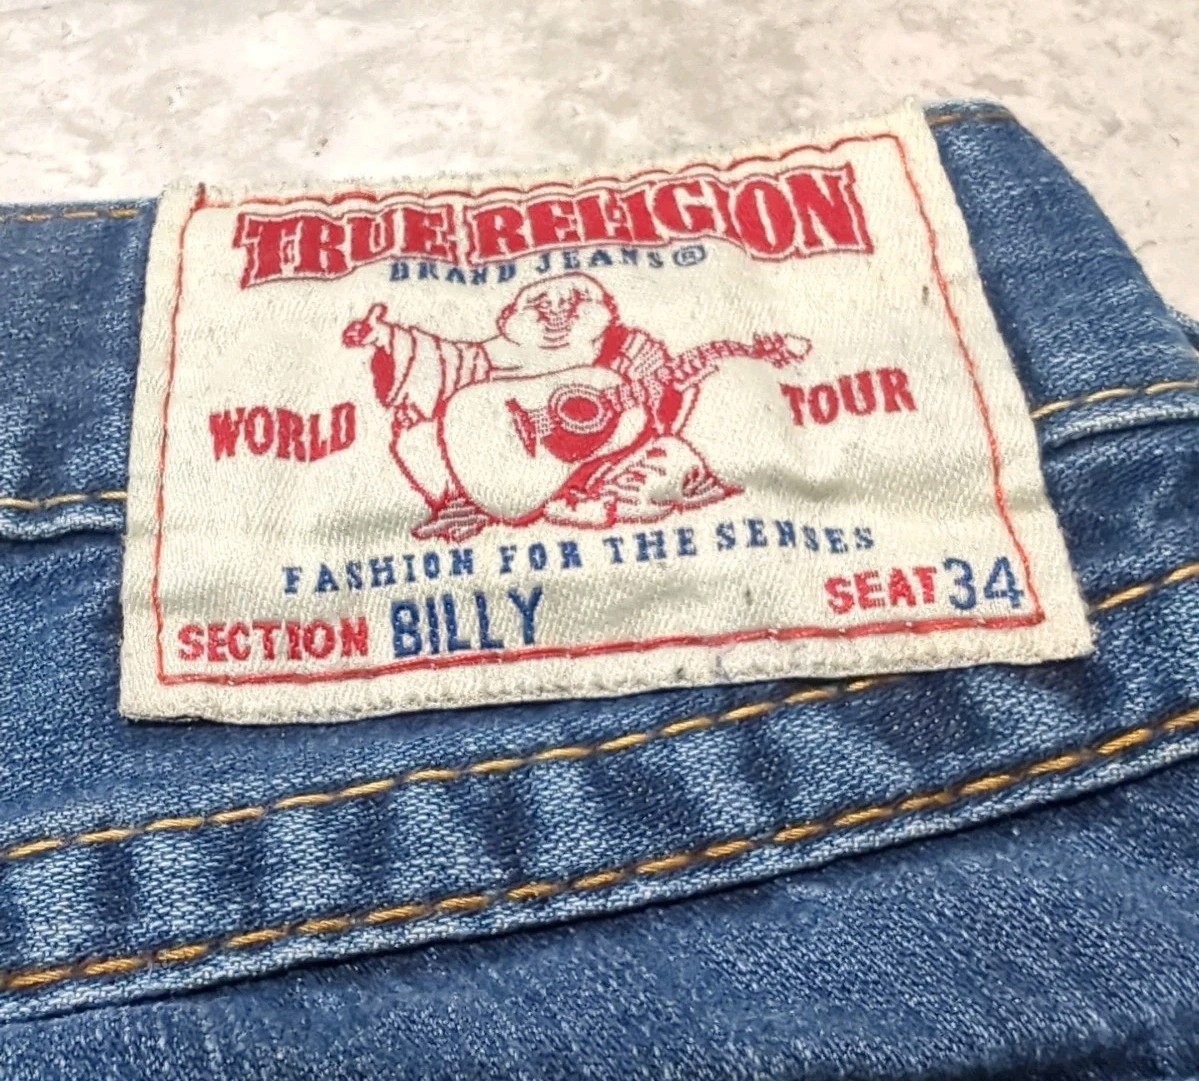 TRUE RELIGION
BRAND JEANS®
WORLD TOUR
FASHION FOR THE SENSES
SECTION BILLY SEAT 34